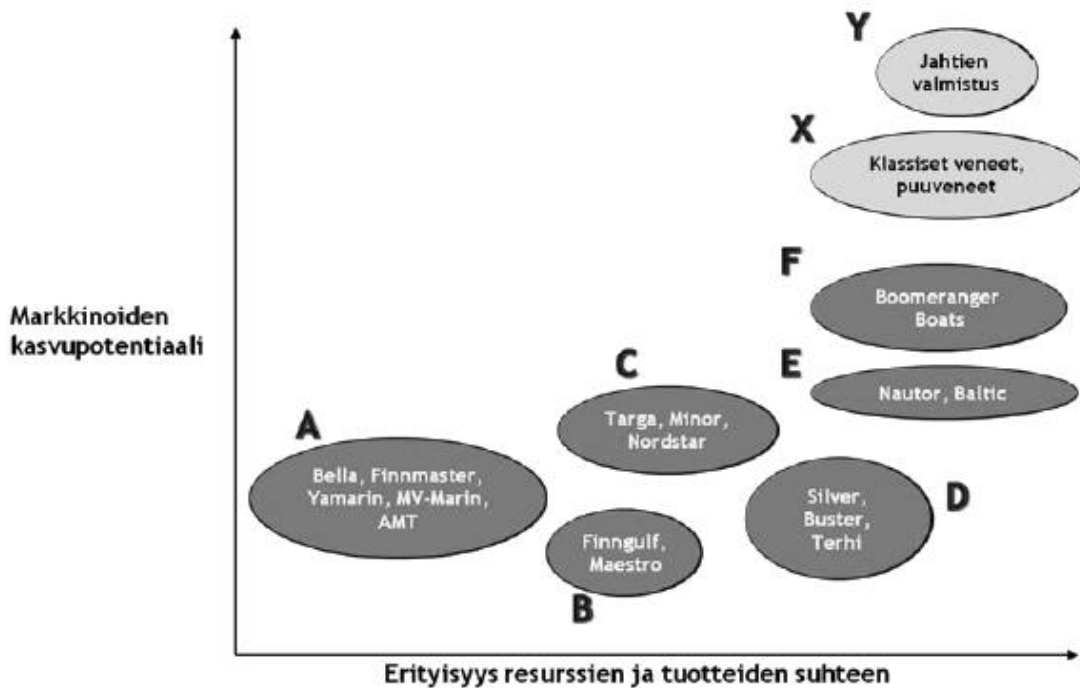 Y
Jahtien
valmistus
X
Klassiset veneet,
puuveneet
F
Boomeranger
Boats
Markkinoiden
kasvupotentiaali
E
Nautor, Baltic
C
Targa, Minor,
Nordstar
A
Bella, Finnmaster,
Yamarin, MV-Marin,
AMT
Silver,
Buster,
Terhi
D
Finngulf,
Maestro
B
Erityisyys resurssien ja tuotteiden suhteen